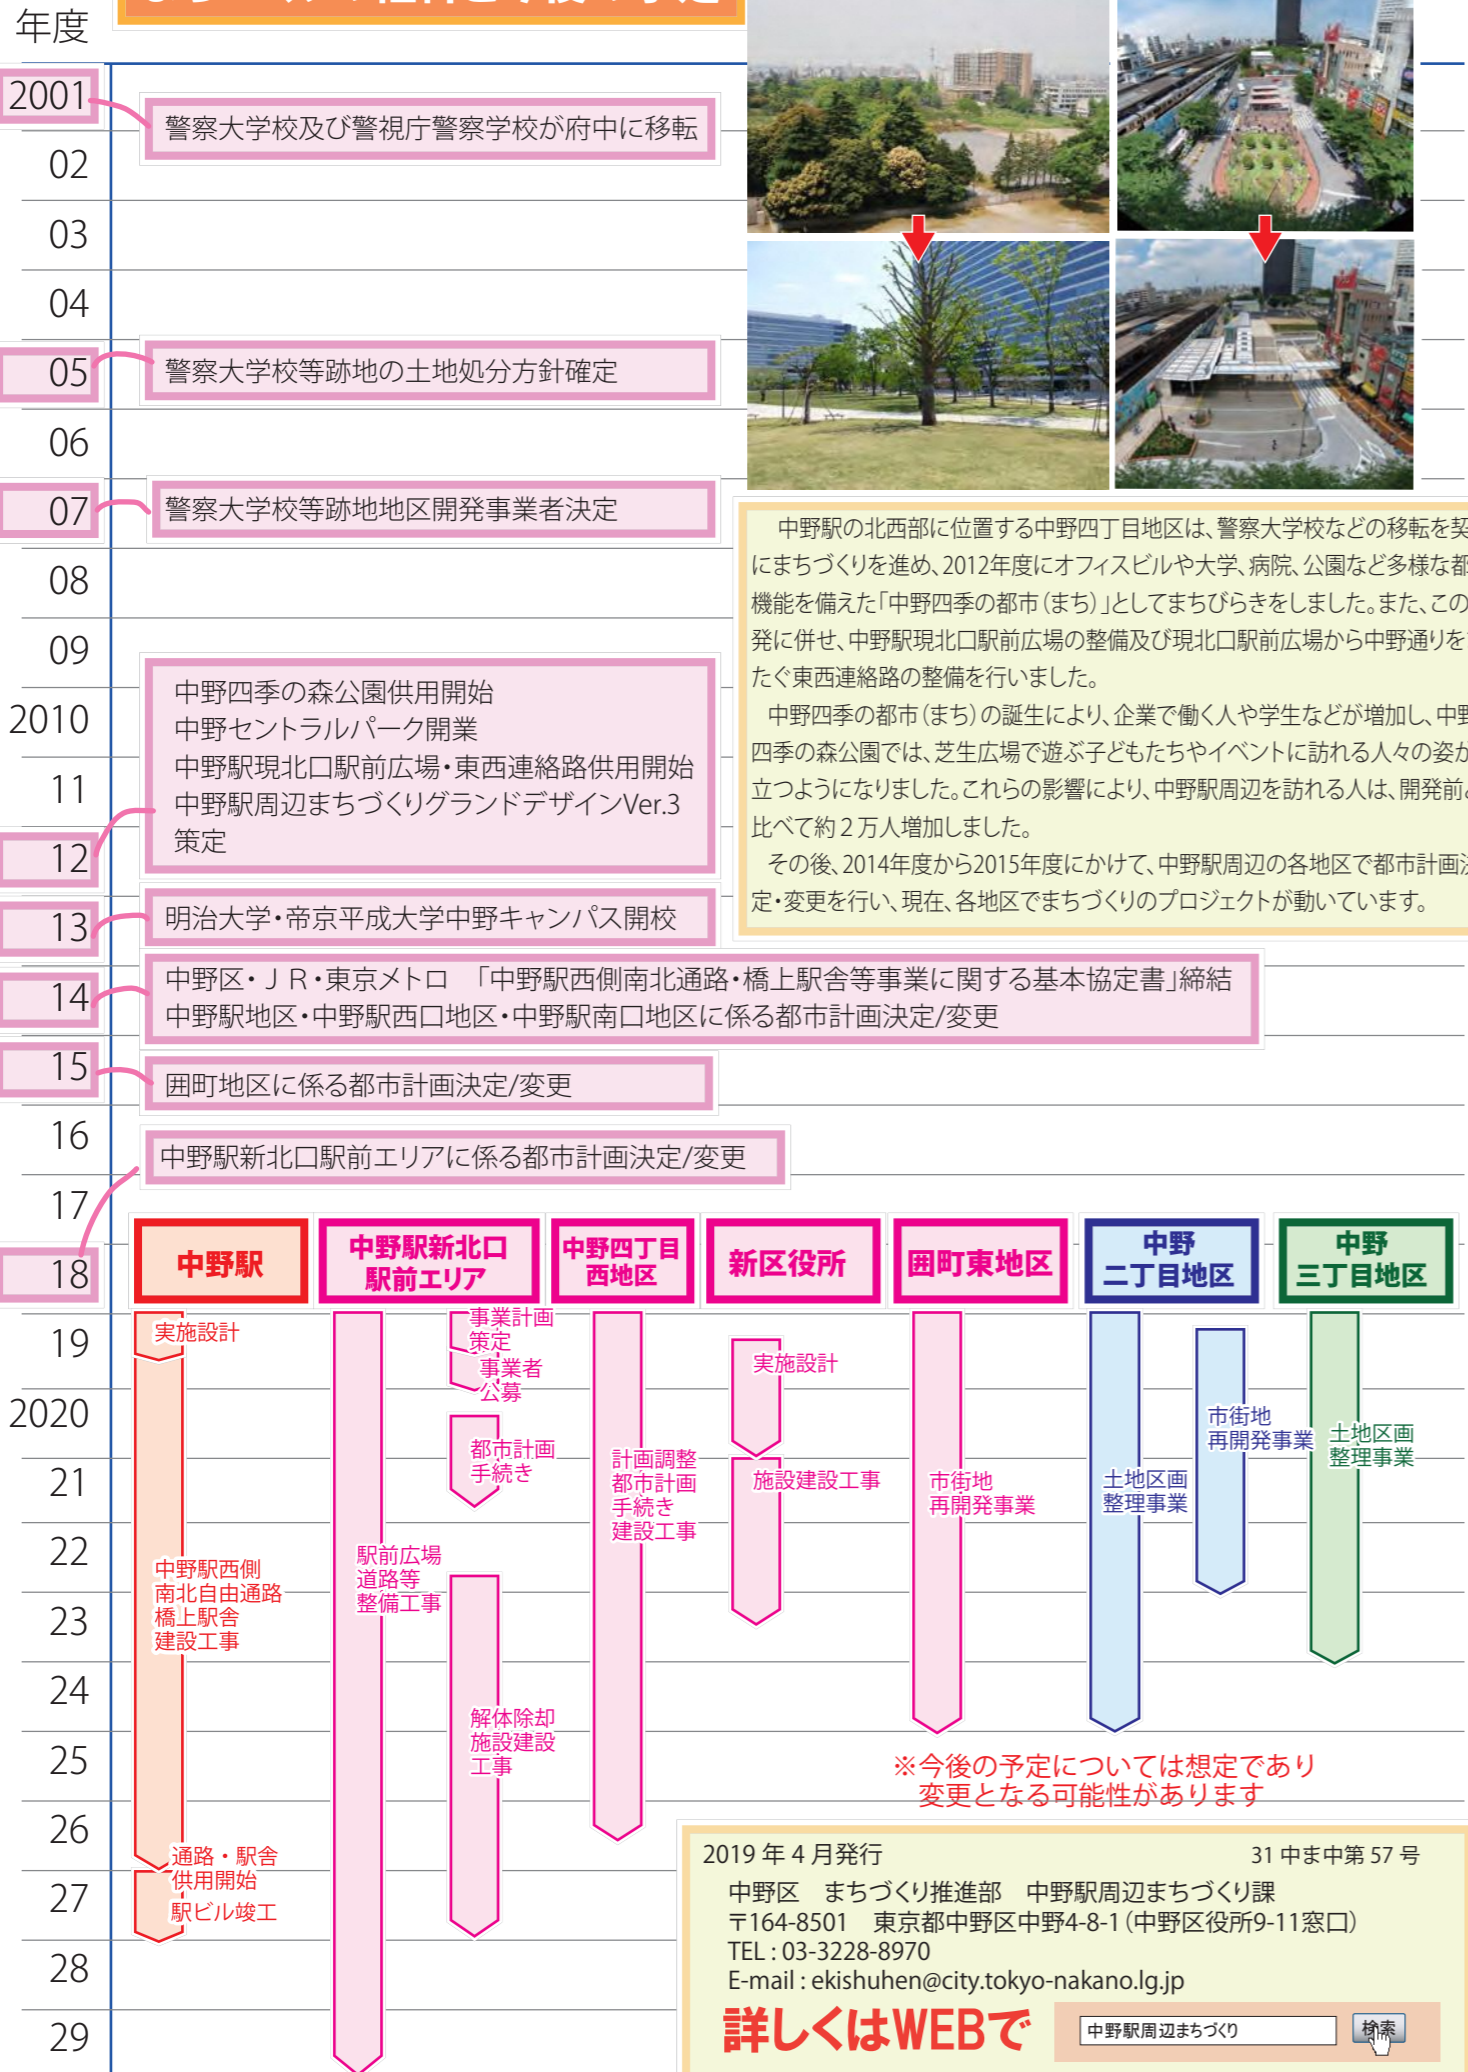 年度
2001
02
03
04
05
06
07
08
09
2010
11
12
13
14
15
16
17
18
19
2020
21
22
23
24
25
26
27
28
29
警察大学校及び警視庁警察学校が府中に移転
警察大学校等跡地の土地処分方針確定
警察大学校等跡地地区開発事業者決定
中野四季の森公園供用開始
中野セントラルパーク開業
中野駅現北口駅前広場・東西連絡路供用開始
中野駅周辺まちづくりグランドデザインVer.3
策定
明治大学・帝京平成大学中野キャンパス開校
中野区・ＪＲ・東京メトロ　「中野駅西側南北通路・橋上駅舎等事業に関する基本協定書」締結
中野駅地区・中野駅西口地区・中野駅南口地区に係る都市計画決定/変更
囲町地区に係る都市計画決定/変更
中野駅新北口駅前エリアに係る都市計画決定/変更
中野駅の北西部に位置する中野四丁目地区は、警察大学校などの移転を契
にまちづくりを進め、2012年度にオフィスビルや大学、病院、公園など多様な都
機能を備えた「中野四季の都市（まち）」としてまちびらきをしました。また、この
発に併せ、中野駅現北口駅前広場の整備及び現北口駅前広場から中野通りを
たぐ東西連絡路の整備を行いました。
中野四季の都市（まち）の誕生により、企業で働く人や学生などが増加し、中野
四季の森公園では、芝生広場で遊ぶ子どもたちやイベントに訪れる人々の姿が
立つようになりました。これらの影響により、中野駅周辺を訪れる人は、開発前
比べて約２万人増加しました。
その後、2014年度から2015年度にかけて、中野駅周辺の各地区で都市計画決
定・変更を行い、現在、各地区でまちづくりのプロジェクトが動いています。
中野駅
実施設計
中野駅西側
南北自由通路
橋上駅舎
建設工事
通路・駅舎
供用開始
駅ビル竣工
中野駅新北口
駅前エリア
駅前広場
道路等
整備工事
事業計画
策定
事業者
公募
都市計画
手続き
解体除却
施設建設
工事
中野四丁目
西地区
計画調整
都市計画
手続き
建設工事
新区役所
実施設計
施設建設工事
囲町東地区
市街地
再開発事業
中野
二丁目地区
土地区画
整理事業
市街地
再開発事業
中野
三丁目地区
土地区画
整理事業
※今後の予定については想定であり
変更となる可能性があります
2019 年 4 月発行　31 中ま中第 57 号
中野区　まちづくり推進部　中野駅周辺まちづくり課
〒164-8501　東京都中野区中野4-8-1（中野区役所9-11窓口）
TEL : 03-3228-8970
E-mail : ekishuhen@city.tokyo-nakano.lg.jp
詳しくはWEBで
中野駅周辺まちづくり　検索